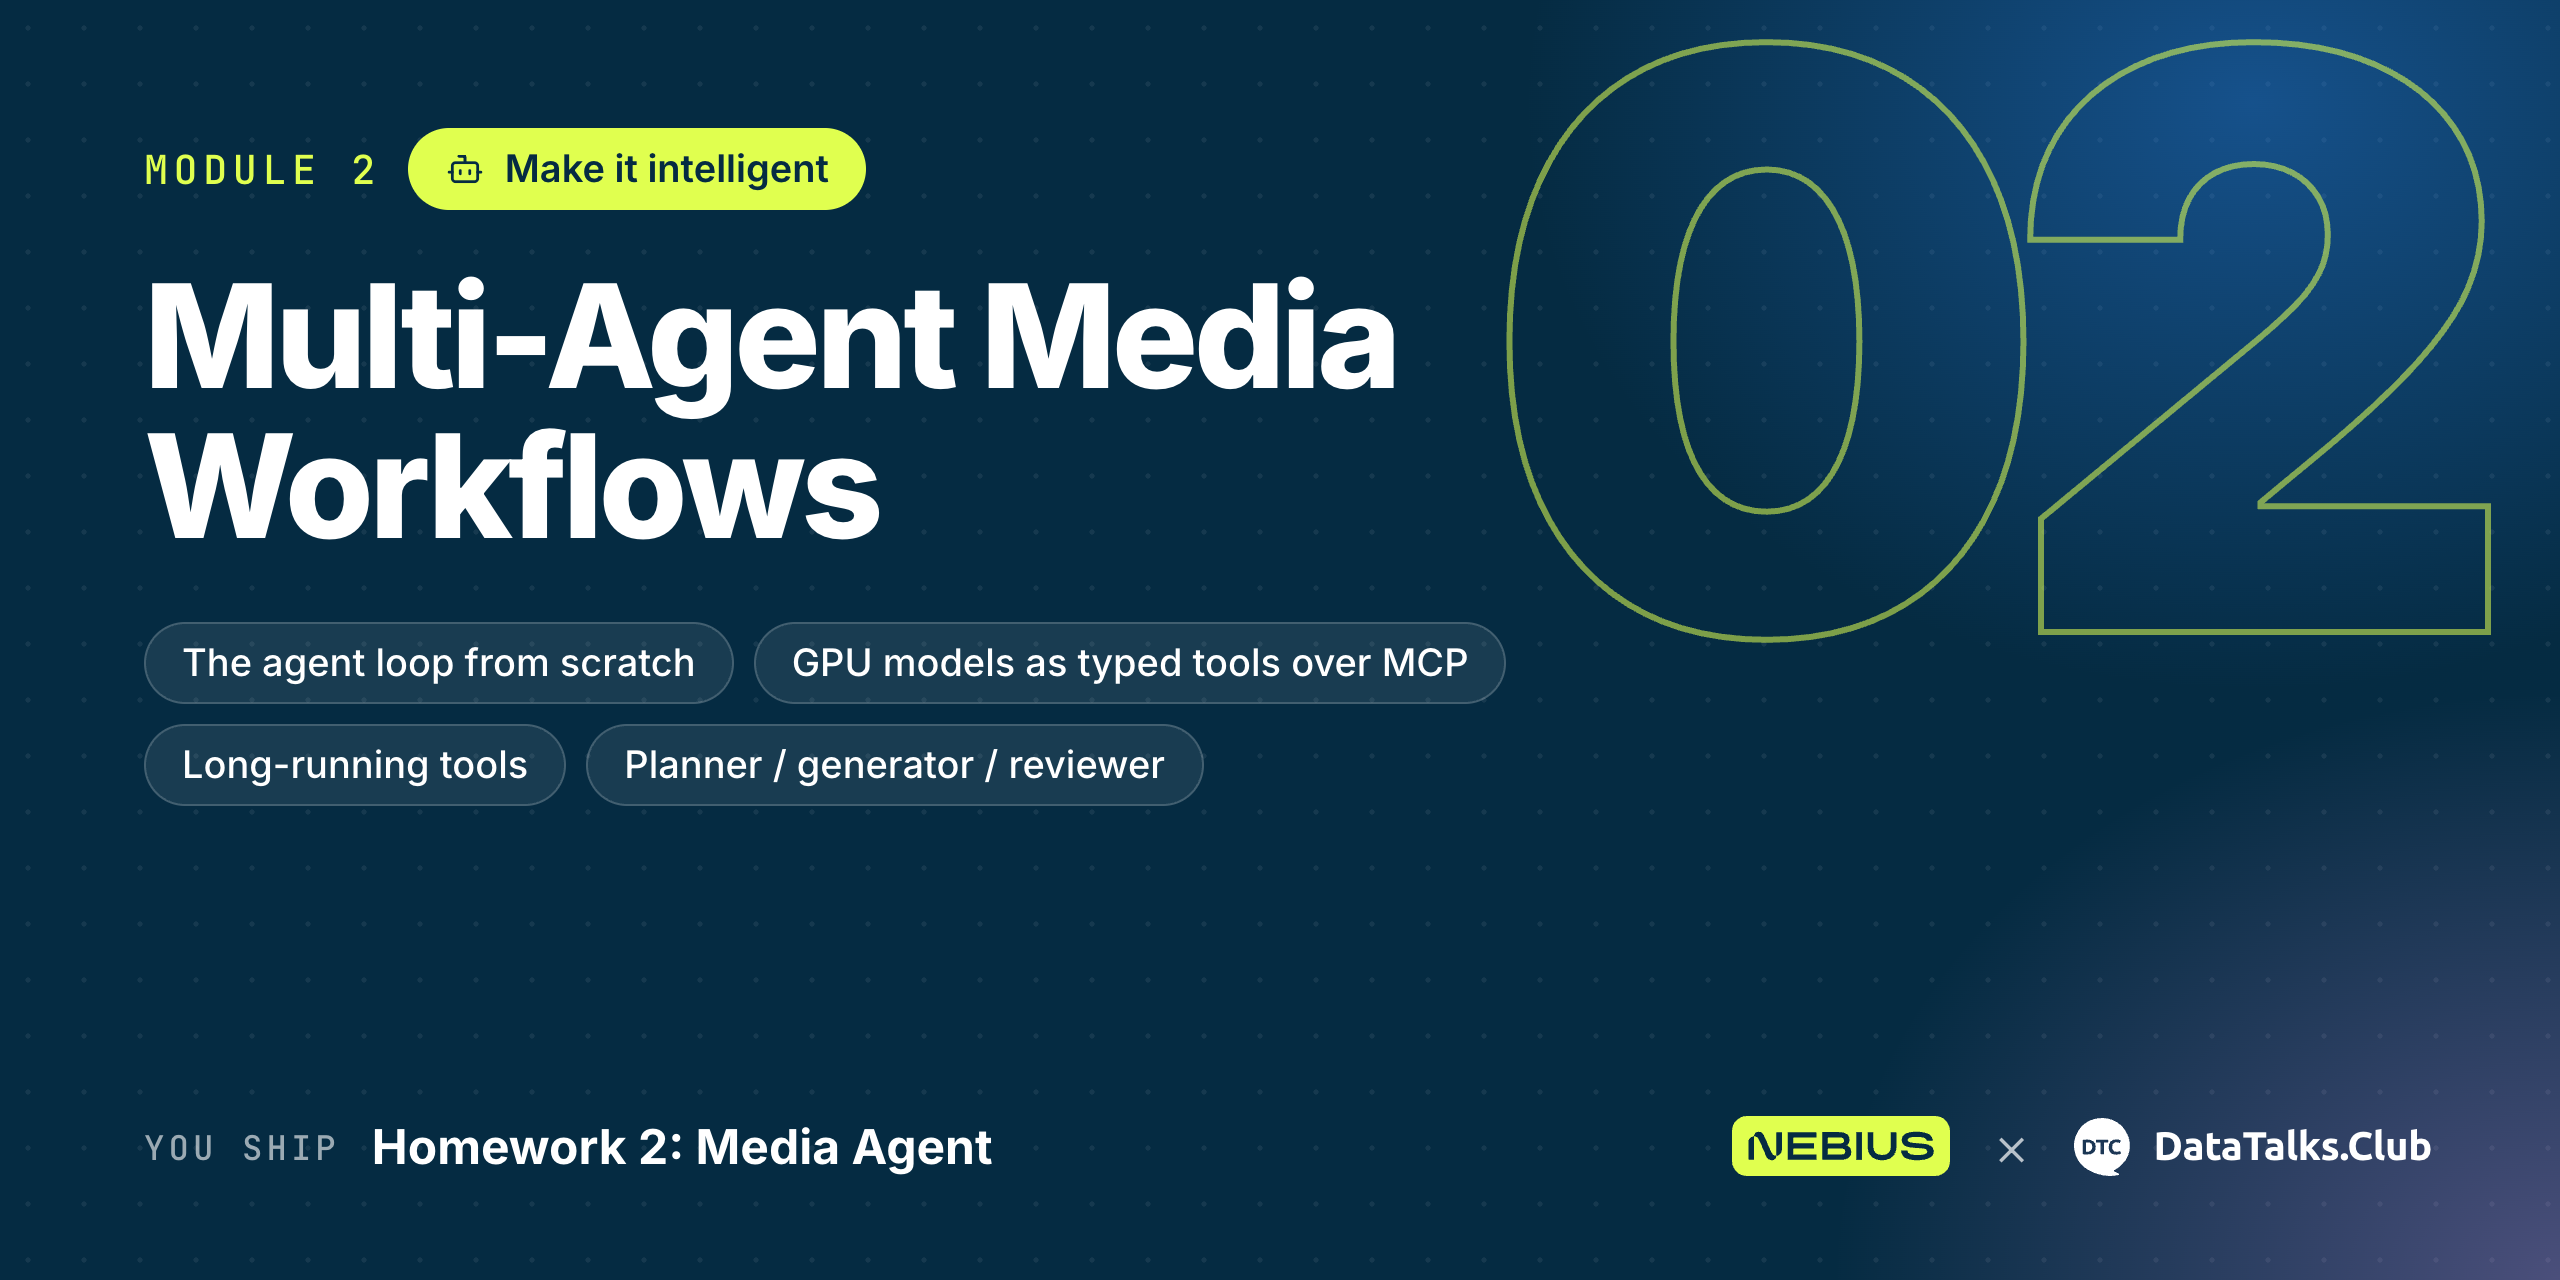 MODULE 2
Make it intelligent
02
Multi-Agent Media
Workflows
The agent loop from scratch
GPU models as typed tools over MCP
Long-running tools
Planner / generator / reviewer
YOU SHIP Homework 2: Media Agent
NEBIUS × DTC DataTalks.Club